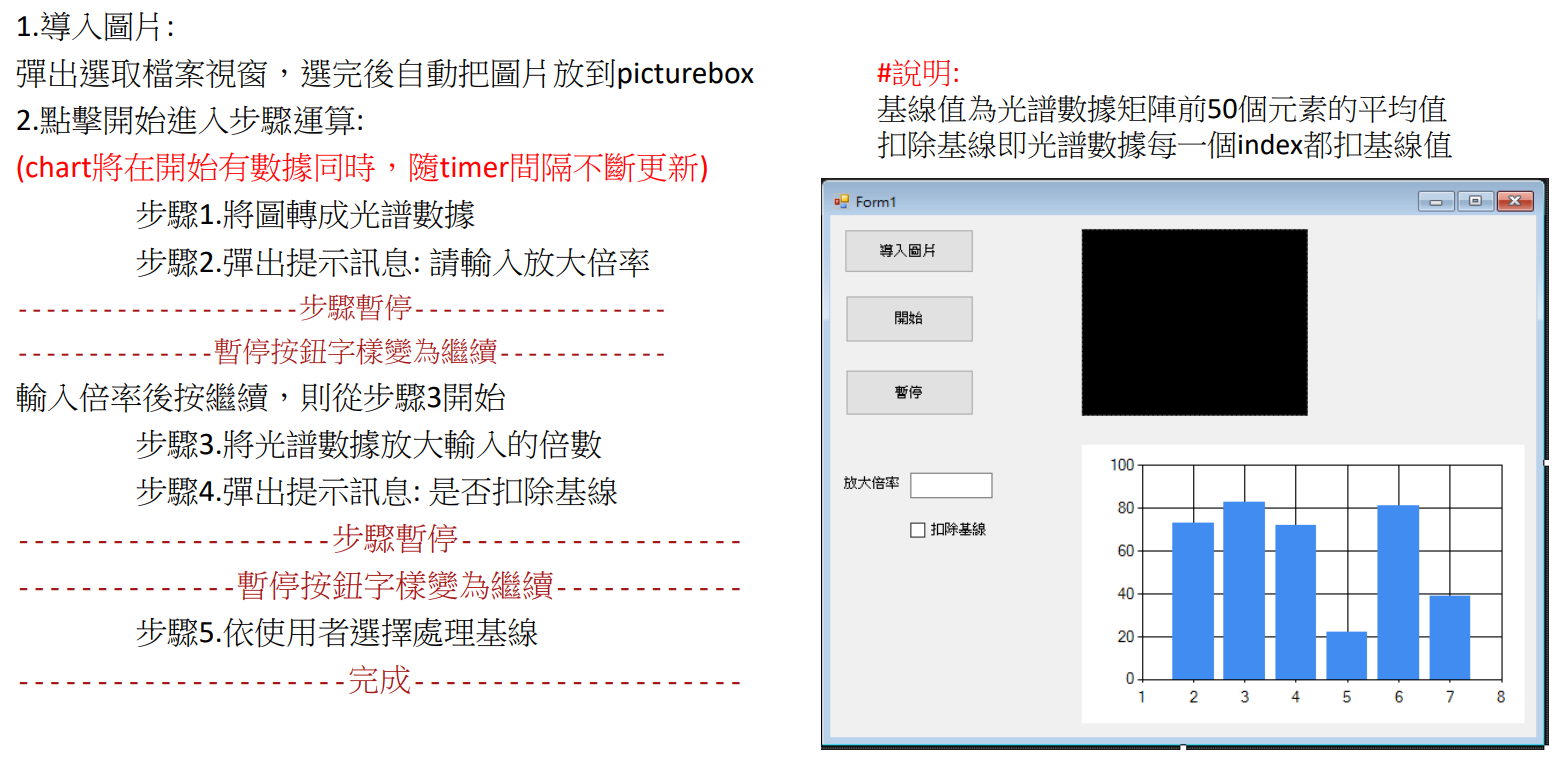 1.導入圖片:
彈出選取檔案視窗，選完後自動把圖片放到picturebox
2.點擊開始進入步驟運算:
(chart將在開始有數據同時，隨timer間隔不斷更新)
步驟1.將圖轉成光譜數據
步驟2.彈出提示訊息: 請輸入放大倍率
--------------------步驟暫停------------------
--------------暫停按鈕字樣變為繼續------------
輸入倍率後按繼續，則從步驟3開始
步驟3.將光譜數據放大輸入的倍數
步驟4.彈出提示訊息: 是否扣除基線
--------------------步驟暫停------------------
--------------暫停按鈕字樣變為繼續------------
步驟5.依使用者選擇處理基線
---------------------完成---------------------
#說明:
基線值為光譜數據矩陣前50個元素的平均值
扣除基線即光譜數據每一個index都扣基線值
Form1
導入圖片
開始
暫停
放大倍率
扣除基線
100
80
60
40
20
0
1 2 3 4 5 6 7 8